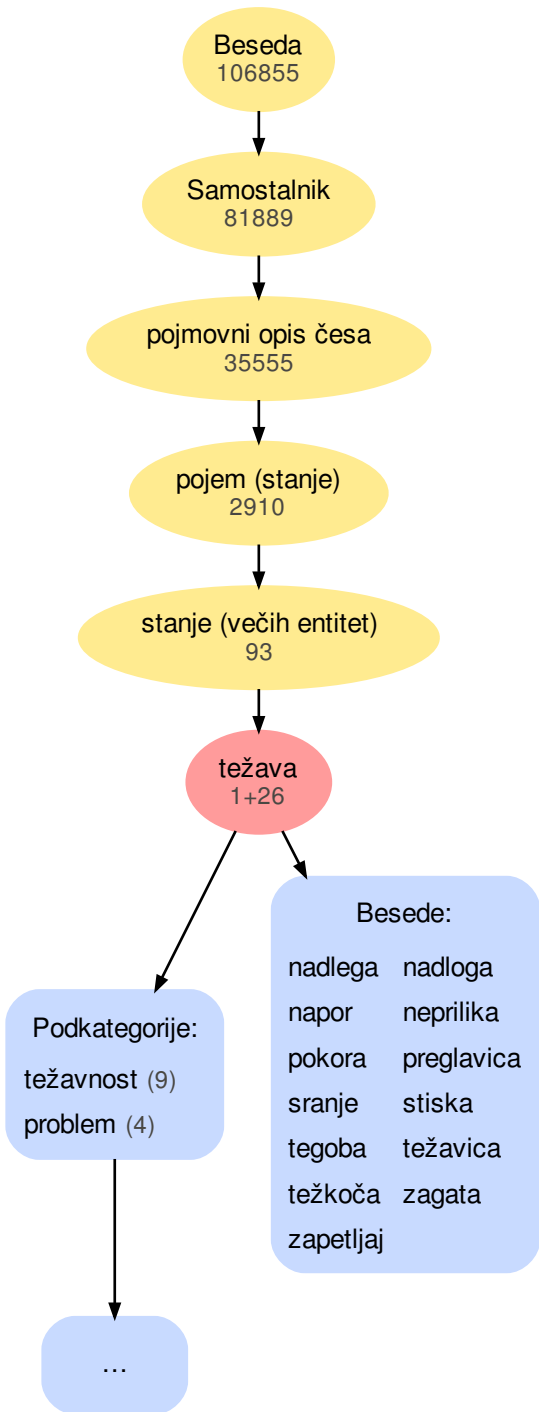 Beseda
106855
Samostalnik
81889
pojmovni opis česa
35555
pojem (stanje)
2910
stanje (večih entitet)
93
težava
1+26
Besede:
nadlega nadloga
napor neprilika
pokora preglavica
sranje stiska
tegoba težavica
težkoča zagata
zapetljaj
Podkategorije:
težavnost (9)
problem (4)
...